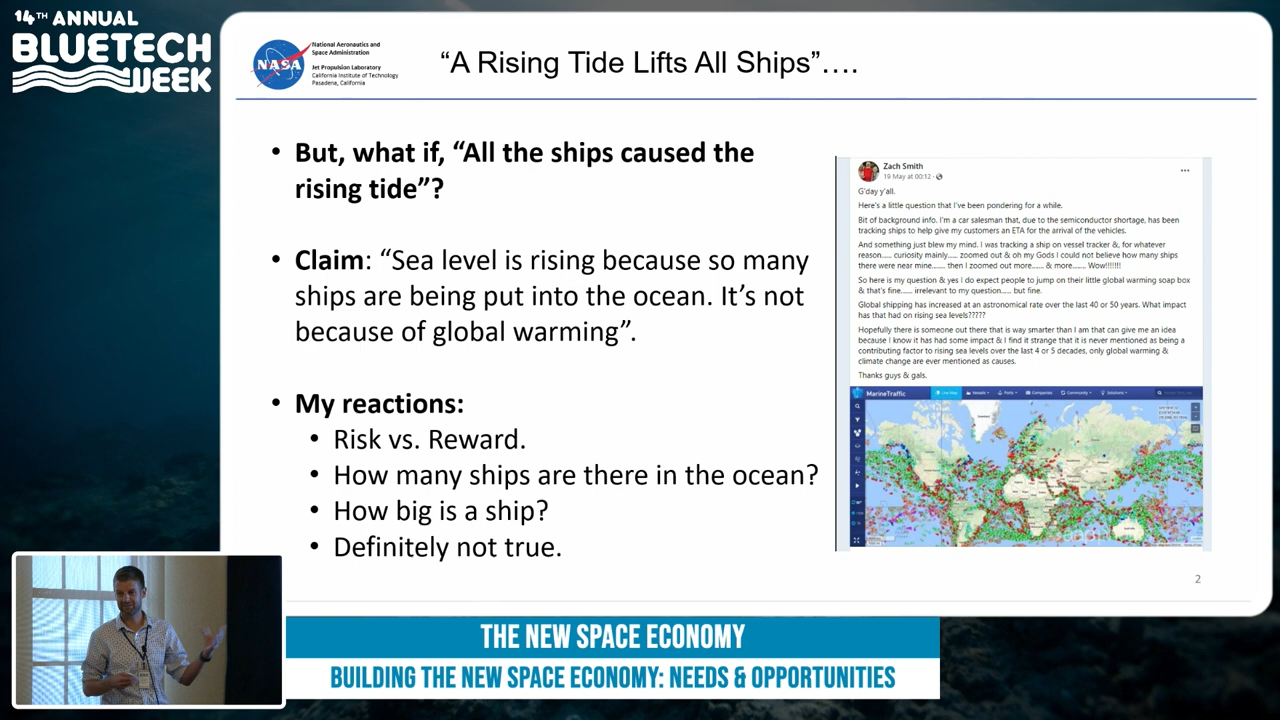 14TH ANNUAL
BLUETECH
WEEK
NASA
National Aeronautics and
Space Administration
Jet Propulsion Laboratory
California Institute of Technology
Pasadena, California
“A Rising Tide Lifts All Ships”….
• But, what if, “All the ships caused the
rising tide”?
• Claim: “Sea level is rising because so many
ships are being put into the ocean. It’s not
because of global warming”.
• My reactions:
• Risk vs. Reward.
• How many ships are there in the ocean?
• How big is a ship?
• Definitely not true.
Zach Smith
19 May at 00:12 ·
G'day y'all.
Here's a little question that I've been pondering for a while.
Bit of background info. I'm a car salesman that, due to the semiconductor shortage, has been
tracking ships to help give my customers an ETA for the arrival of the vehicles.
And something just blew my mind. I was tracking a ship on vessel tracker &, for whatever
reason..... curiosity mainly..... zoomed out & oh my Gods I could not believe how many ships
there were near mine....... then I zoomed out more...... & more....... Wow!!!!!!!
So here is my question & yes I do expect people to jump on their little global warming soap box
& that's fine..... irrelevant to my question...... but fine.
Global shipping has increased at an astronomical rate over the last 40 or 50 years. What impact
has that had on rising sea levels?????
Hopefully there is someone out there that is way smarter than I am that can give me an idea
because I know it has had some impact & I find it strange that it is never mentioned as being a
contributing factor to rising sea levels over the last 4 or 5 decades, only global warming &
climate change are ever mentioned as causes.
Thanks guys & gals.
MarineTraffic
Live Map
Vessels
Ports
Companies
Community
Solutions
2
THE NEW SPACE ECONOMY
BUILDING THE NEW SPACE ECONOMY: NEEDS & OPPORTUNITIES